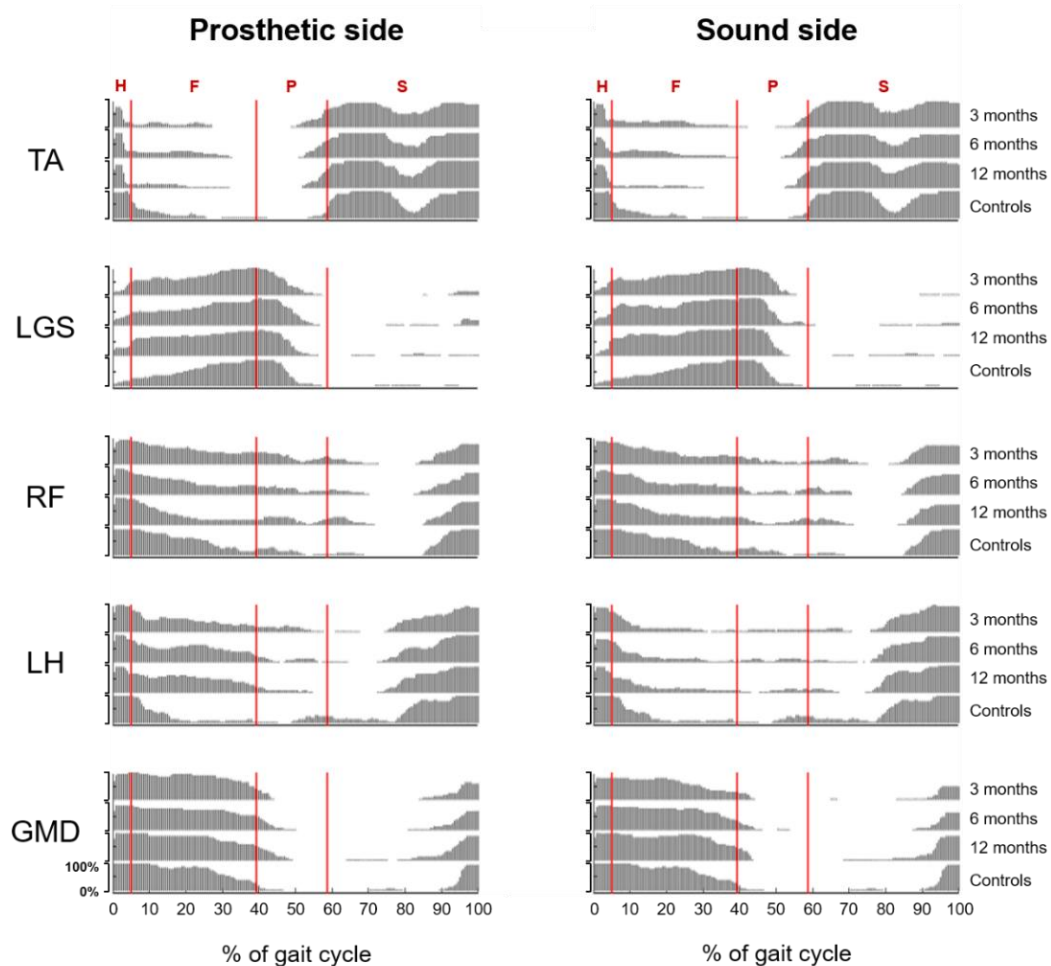 Prosthetic side
Sound side
H F P S
H F P S
TA
3 months
6 months
12 months
Controls
LGS
3 months
6 months
12 months
Controls
RF
3 months
6 months
12 months
Controls
LH
3 months
6 months
12 months
Controls
GMD
3 months
6 months
12 months
Controls
100%
0%
0 10 20 30 40 50 60 70 80 90 100
0 10 20 30 40 50 60 70 80 90 100
% of gait cycle
% of gait cycle